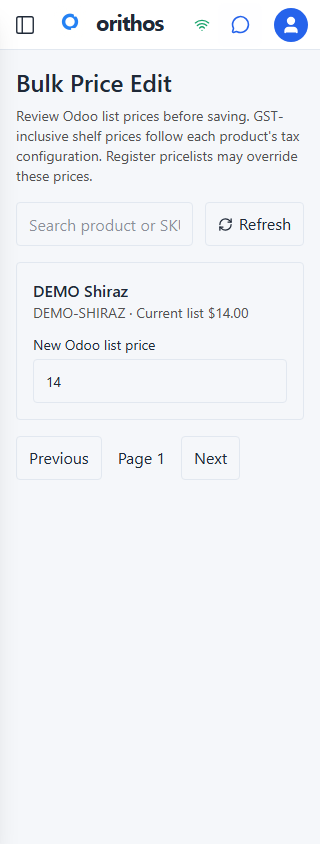 orithos
Bulk Price Edit
Review Odoo list prices before saving. GST-
inclusive shelf prices follow each product's tax
configuration. Register pricelists may override
these prices.
Search product or SKU
Refresh
DEMO Shiraz
DEMO-SHIRAZ · Current list $14.00
New Odoo list price
14
Previous
Page 1
Next